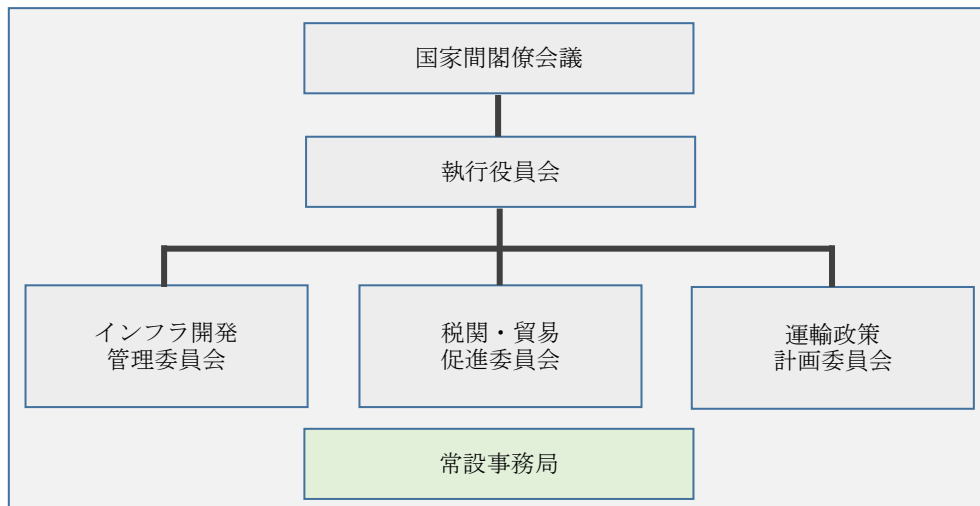 国家間閣僚会議
執行役員会
インフラ開発
管理委員会
税関・貿易
促進委員会
運輸政策
計画委員会
常設事務局